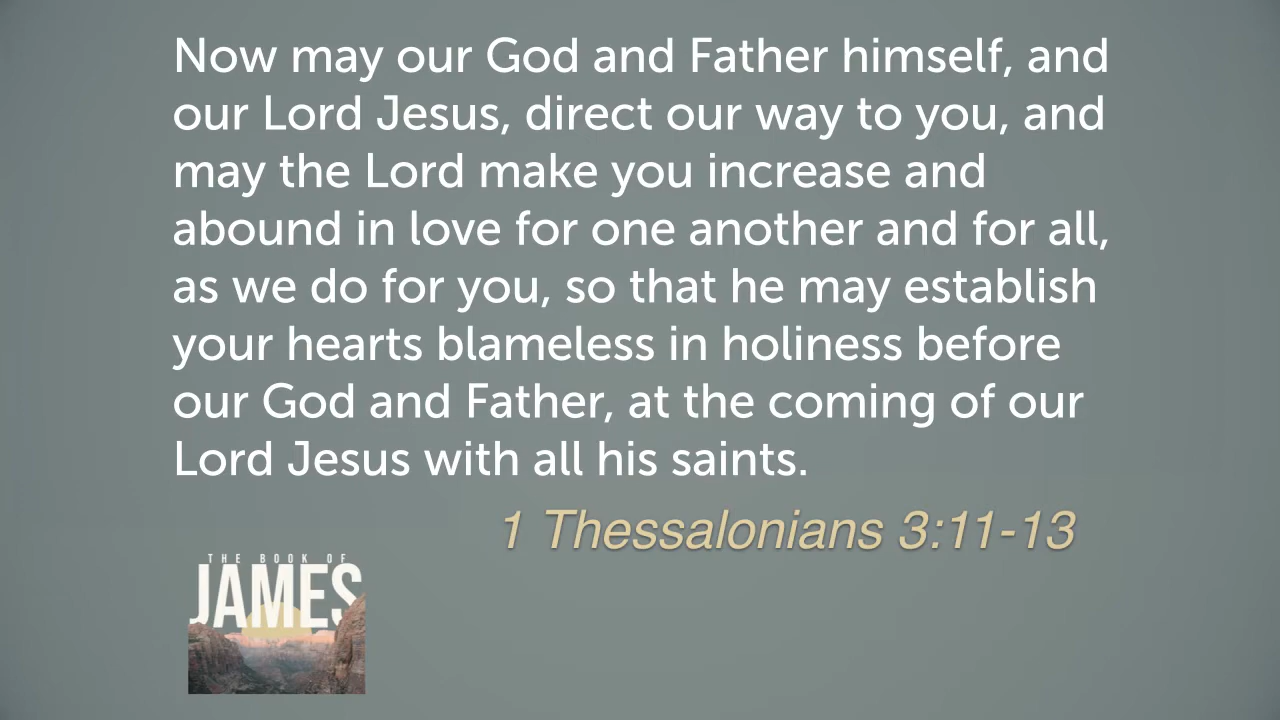 Now may our God and Father himself, and
our Lord Jesus, direct our way to you, and
may the Lord make you increase and
abound in love for one another and for all,
as we do for you, so that he may establish
your hearts blameless in holiness before
our God and Father, at the coming of our
Lord Jesus with all his saints.
1 Thessalonians 3:11-13
THE BOOK OF
JAMES